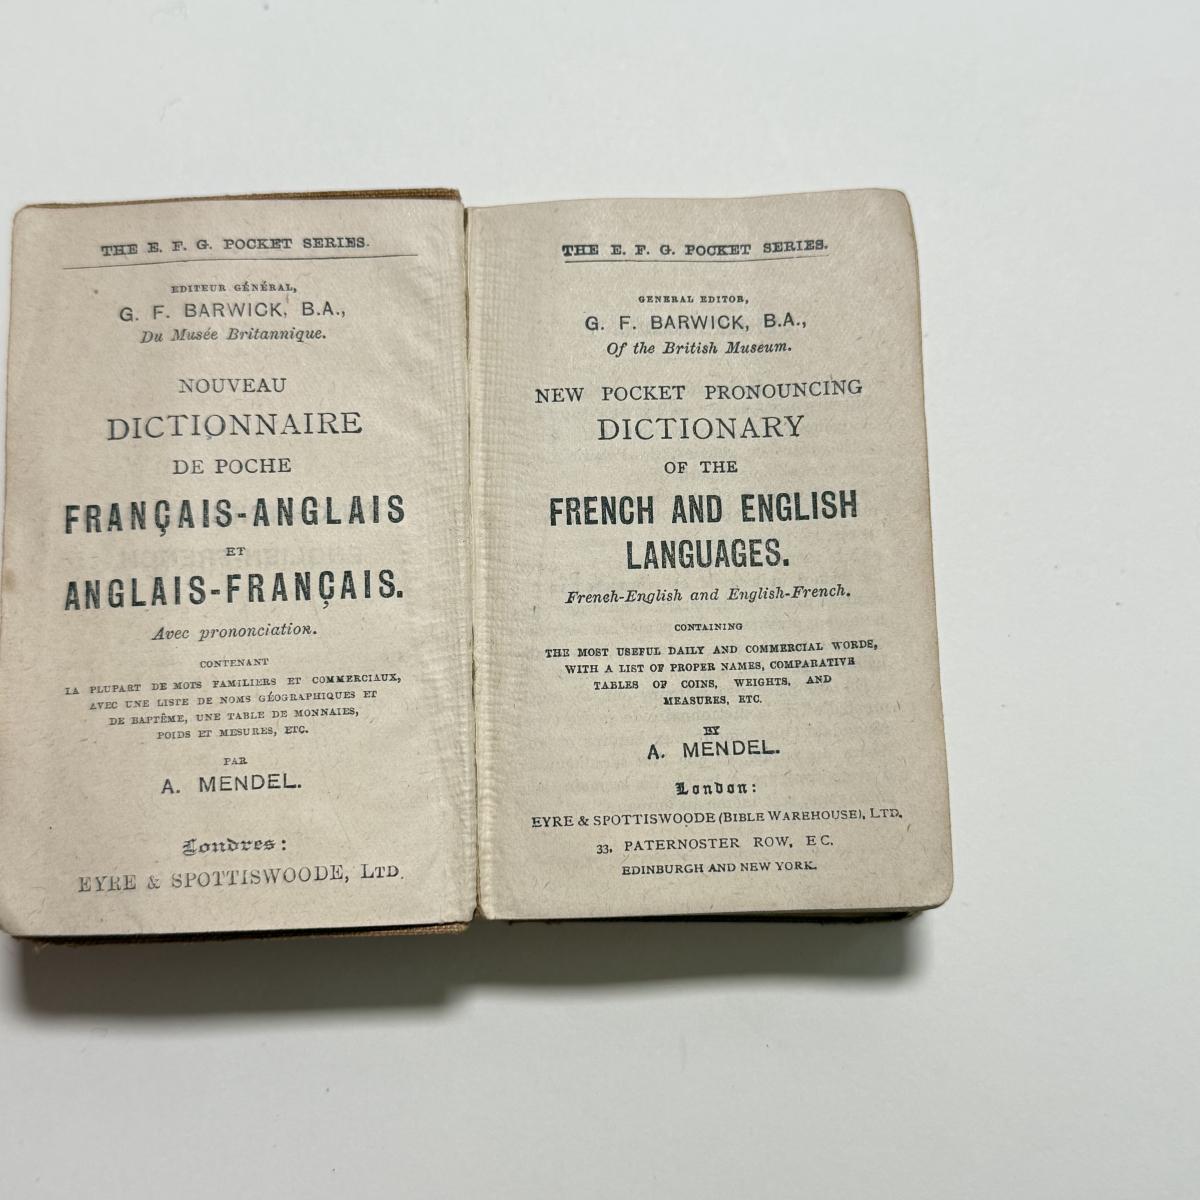 THE E. F. G. POCKET SERIES.
EDITEUR GÉNÉRAL,
G. F. BARWICK, B.A.,
Du Musée Britannique.
NOUVEAU
DICTIONNAIRE
DE POCHE
FRANÇAIS-ANGLAIS
ET
ANGLAIS-FRANÇAIS.
Avec prononciation.
CONTENANT
LA PLUPART DE MOTS FAMILIERS ET COMMERCIAUX,
AVEC UNE LISTE DE NOMS GÉOGRAPHIQUES ET
DE BAPTÊME, UNE TABLE DE MONNAIES,
POIDS ET MESURES, ETC.
PAR
A. MENDEL.
Londres:
EYRE & SPOTTISWOODE, LTD.
THE E. F. G. POCKET SERIES.
GENERAL EDITOR,
G. F. BARWICK, B.A.,
Of the British Museum.
NEW POCKET PRONOUNCING
DICTIONARY
OF THE
FRENCH AND ENGLISH
LANGUAGES.
French-English and English-French.
CONTAINING
THE MOST USEFUL DAILY AND COMMERCIAL WORDS,
WITH A LIST OF PROPER NAMES, COMPARATIVE
TABLES OF COINS, WEIGHTS, AND
MEASURES, ETC.
BY
A. MENDEL.
London:
EYRE & SPOTTISWOODE (BIBLE WAREHOUSE), LTD.
33, PATERNOSTER ROW, E C.
EDINBURGH AND NEW YORK.